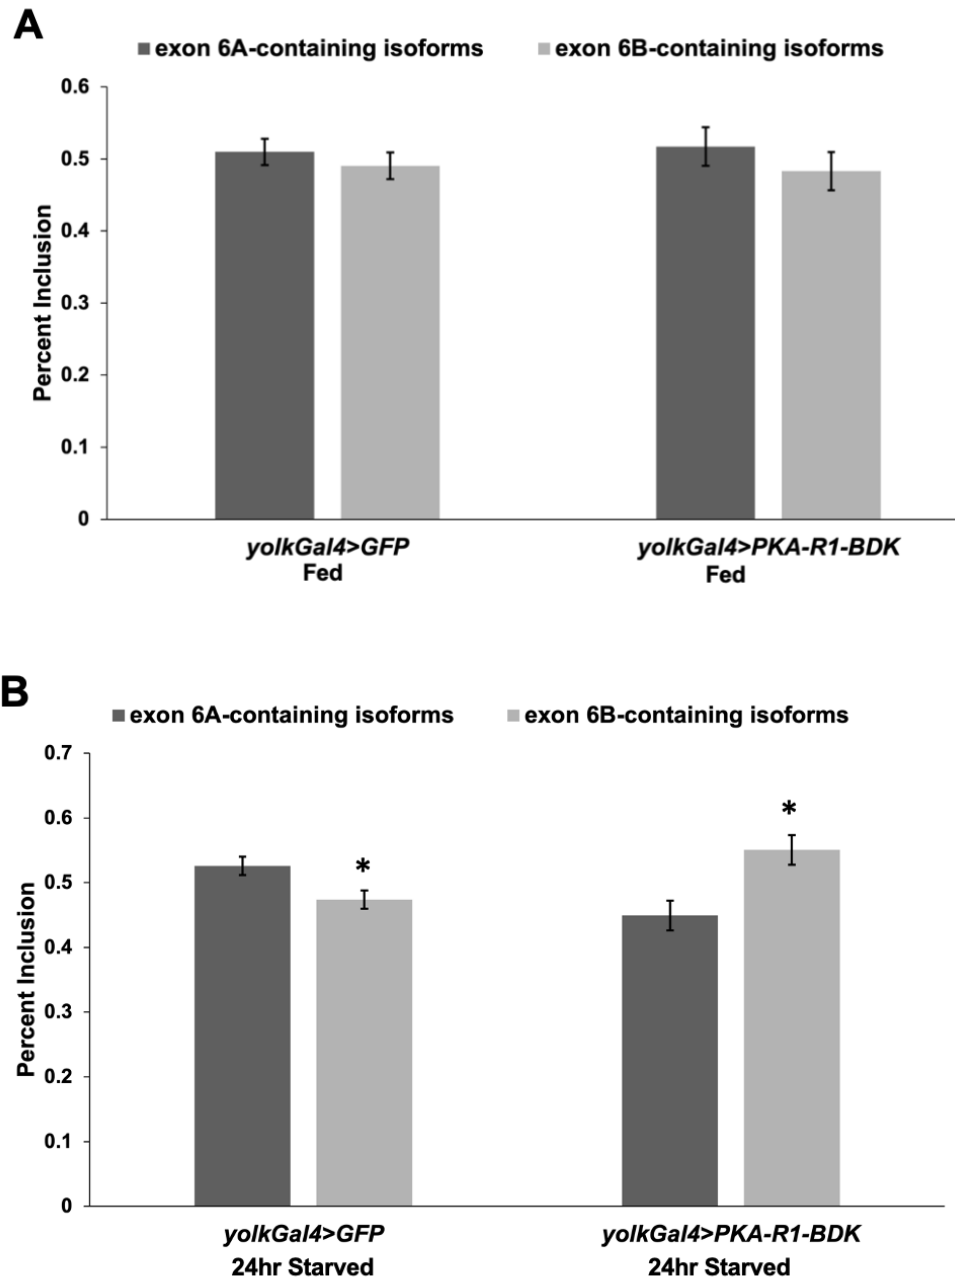 A
exon 6A-containing isoforms exon 6B-containing isoforms
0.6
0.5
0.4
0.3
0.2
0.1
0
Percent Inclusion
yolkGal4>GFP yolkGal4>PKA-R1-BDK
Fed Fed
B
exon 6A-containing isoforms exon 6B-containing isoforms
0.7
0.6
0.5
0.4
0.3
0.2
0.1
0
Percent Inclusion
* *
yolkGal4>GFP yolkGal4>PKA-R1-BDK
24hr Starved 24hr Starved